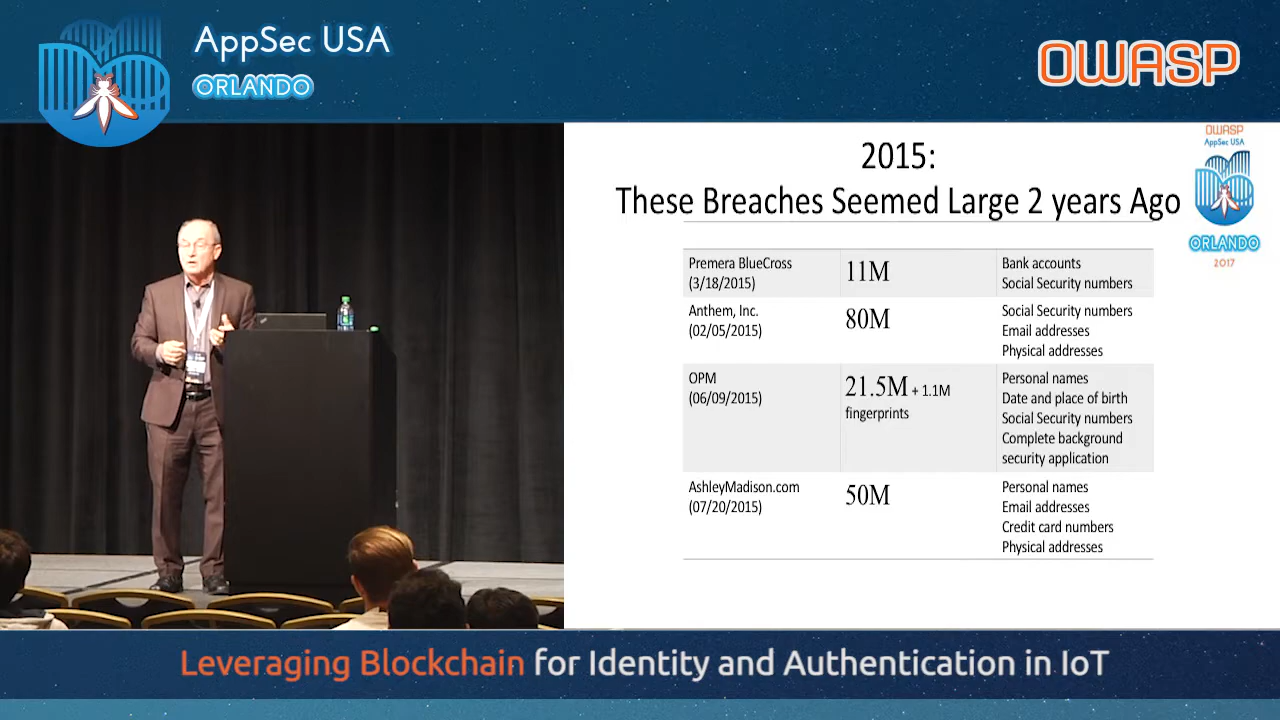 AppSec USA
ORLANDO
OWASP
2015:
These Breaches Seemed Large 2 years Ago
OWASP
AppSec USA
ORLANDO
2017
Premera BlueCross
(3/18/2015)
11M
Bank accounts
Social Security numbers
Anthem, Inc.
(02/05/2015)
80M
Social Security numbers
Email addresses
Physical addresses
OPM
(06/09/2015)
21.5M + 1.1M
fingerprints
Personal names
Date and place of birth
Social Security numbers
Complete background
security application
AshleyMadison.com
(07/20/2015)
50M
Personal names
Email addresses
Credit card numbers
Physical addresses
Leveraging Blockchain for Identity and Authentication in IoT